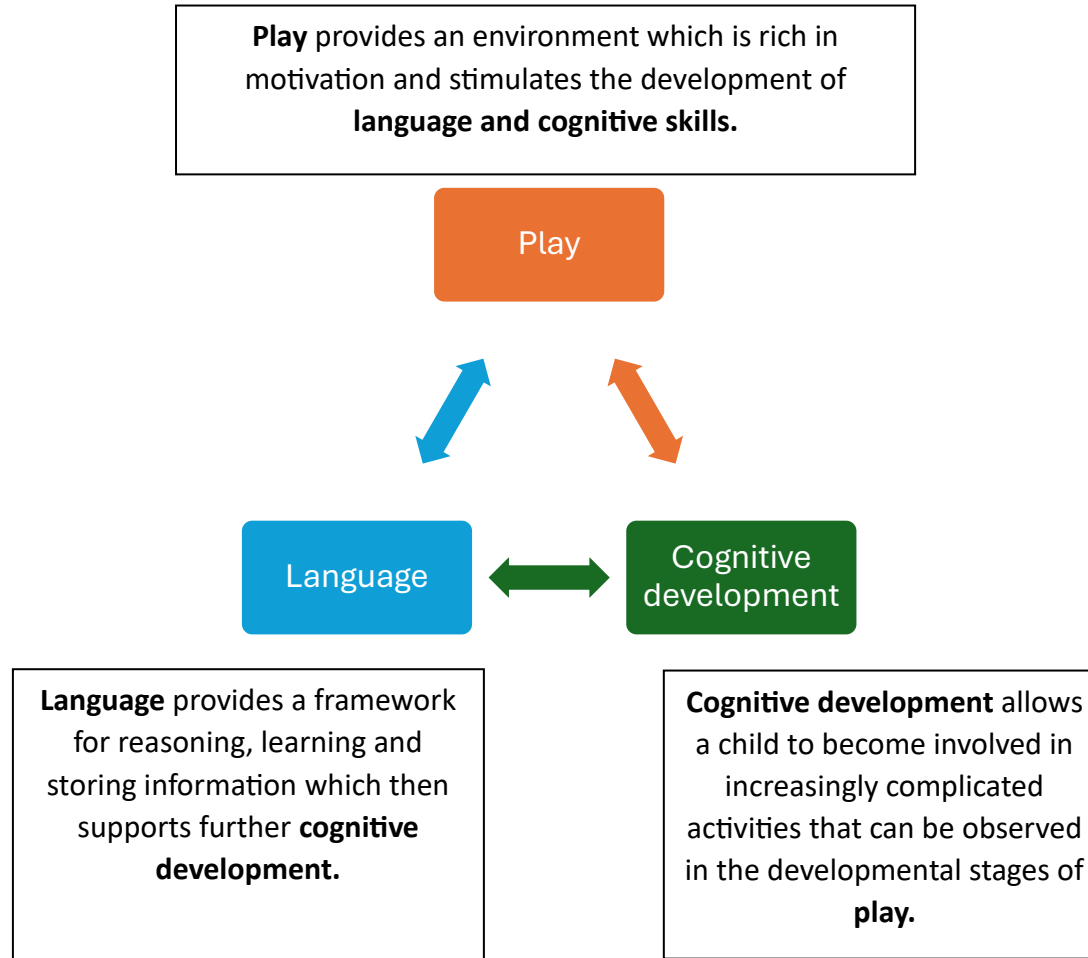 Play provides an environment which is rich in
motivation and stimulates the development of
language and cognitive skills.
Play
Language
Cognitive
development
Language provides a framework
for reasoning, learning and
storing information which then
supports further cognitive
development.
Cognitive development allows
a child to become involved in
increasingly complicated
activities that can be observed
in the developmental stages of
play.